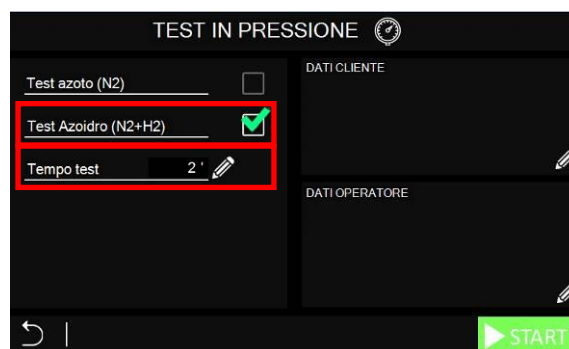 TEST IN PRESSIONE
Test azoto (N2)
Test Azoidro (N2+H2)
Tempo test 2 '
DATI CLIENTE
DATI OPERATORE
START